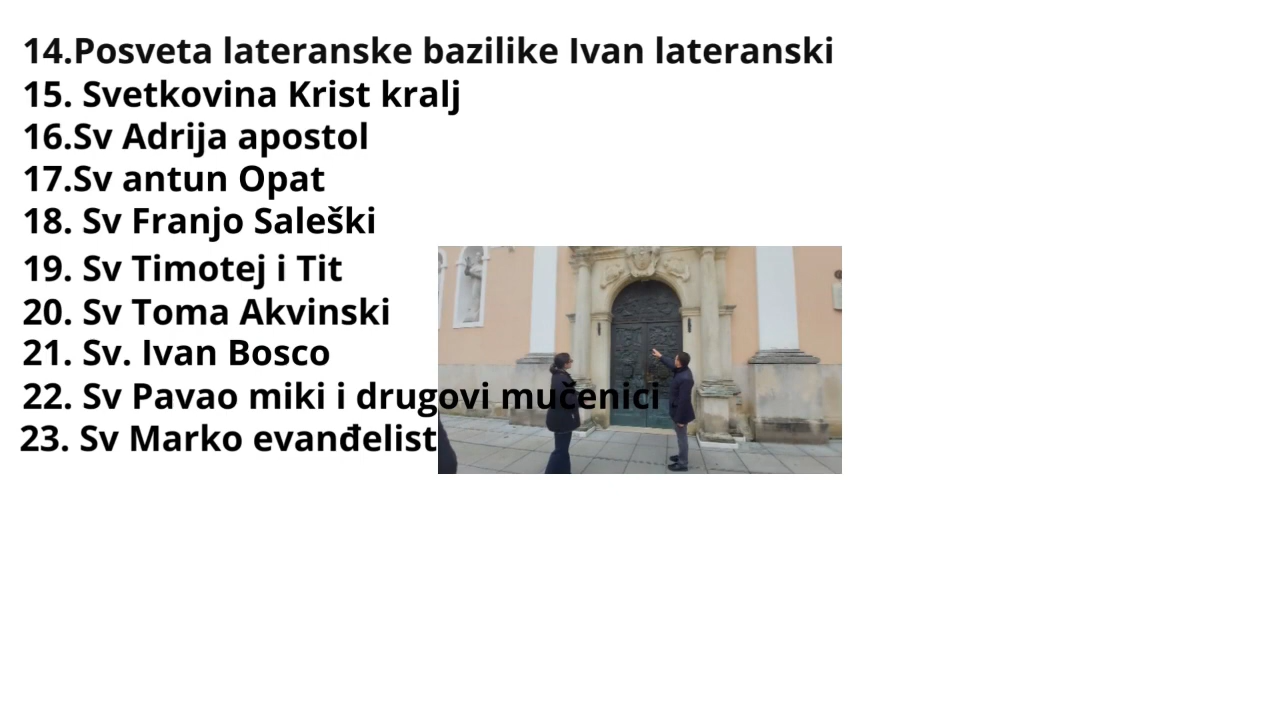 14.Posveta lateranske bazilike Ivan lateranski
15. Svetkovina Krist kralj
16.Sv Adrija apostol
17.Sv antun Opat
18. Sv Franjo Saleški
19. Sv Timotej i Tit
20. Sv Toma Akvinski
21. Sv. Ivan Bosco
22. Sv Pavao miki i drugovi mučenici
23. Sv Marko evanđelist